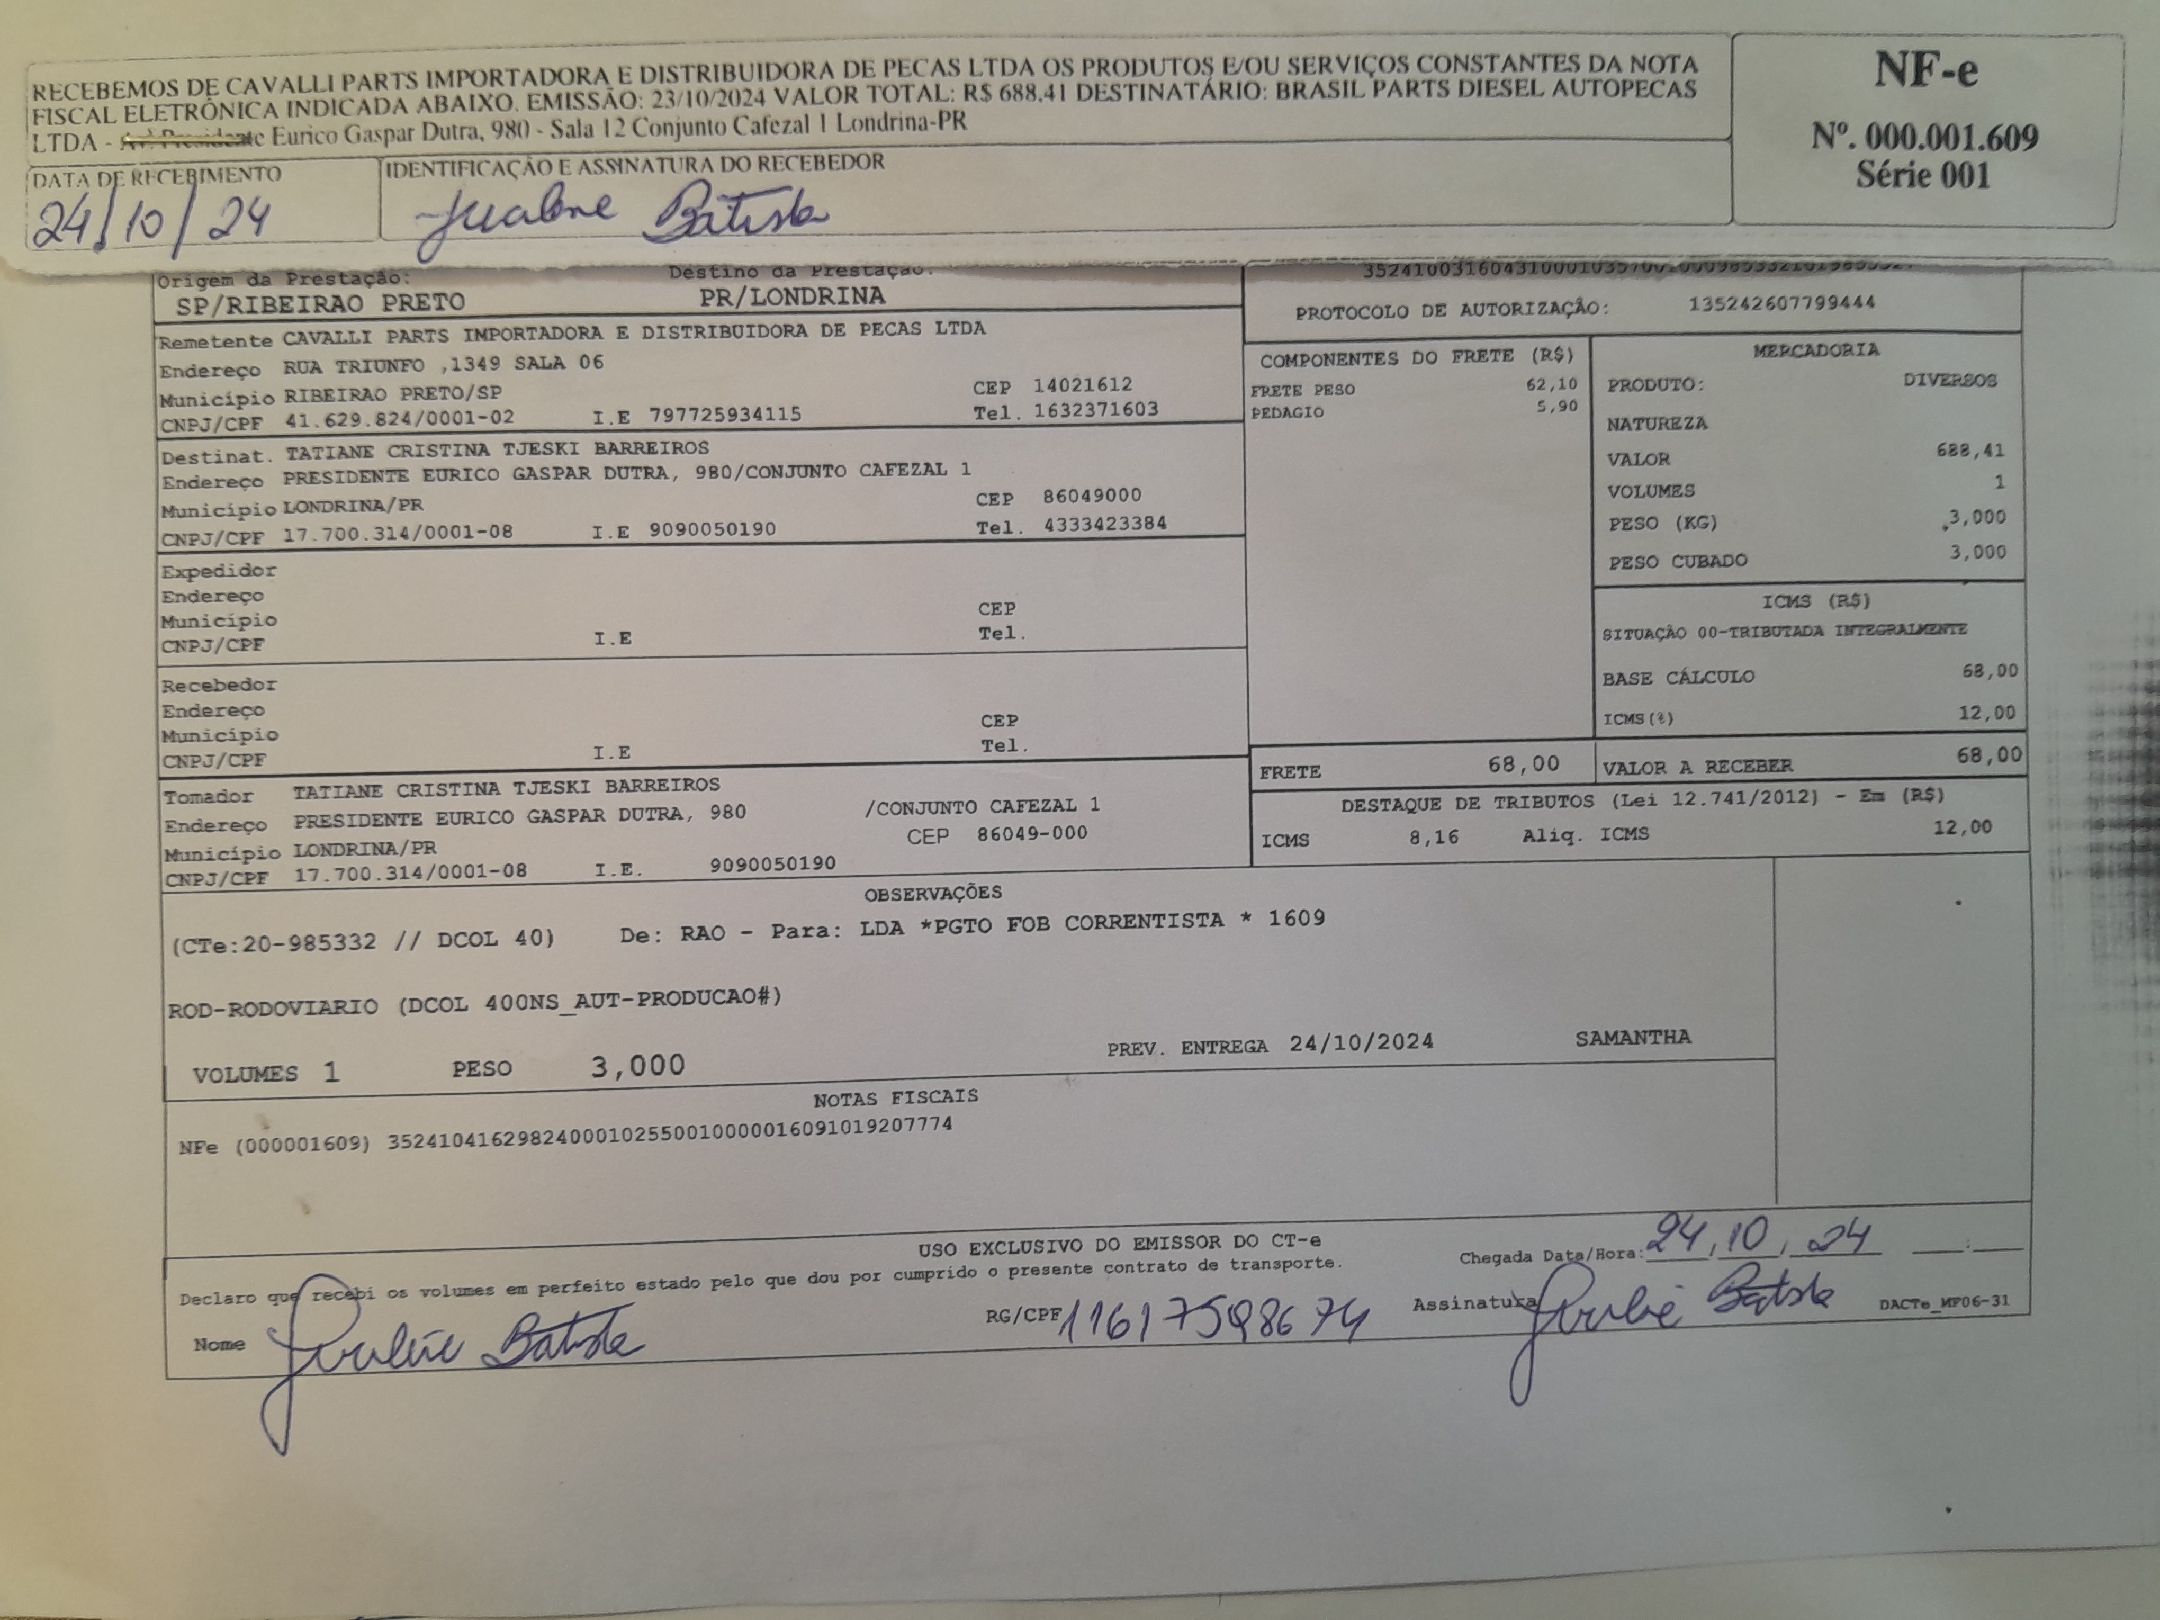 RECEBEMOS DE CAVALLI PARTS IMPORTADORA E DISTRIBUIDORA DE PECAS LTDA OS PRODUTOS E/OU SERVIÇOS CONSTANTES DA NOTA
FISCAL ELETRÔNICA INDICADA ABAIXO. EMISSÃO: 23/10/2024 VALOR TOTAL: R$ 688,41 DESTINATÁRIO: BRASIL PARTS DIESEL AUTOPECAS
LTDA - Av. Presidente Eurico Gaspar Dutra, 980 - Sala 12 Conjunto Cafezal 1 Londrina-PR
NF-e
Nº. 000.001.609
Série 001
DATA DE RECEBIMENTO
24/10/24
IDENTIFICAÇÃO E ASSINATURA DO RECEBEDOR
Batista
Origem da Prestação: Destino da Prestação:
SP/RIBEIRAO PRETO PR/LONDRINA
PROTOCOLO DE AUTORIZAÇÃO: 135242607799444
Remetente CAVALLI PARTS IMPORTADORA E DISTRIBUIDORA DE PECAS LTDA
Endereço RUA TRIUNFO ,1349 SALA 06
Município RIBEIRAO PRETO/SP CEP 14021612
CNPJ/CPF 41.629.824/0001-02 I.E 797725934115 Tel. 1632371603
Destinat. TATIANE CRISTINA TJESKI BARREIROS
Endereço PRESIDENTE EURICO GASPAR DUTRA, 980/CONJUNTO CAFEZAL 1
Município LONDRINA/PR CEP 86049000
CNPJ/CPF 17.700.314/0001-08 I.E 9090050190 Tel. 4333423384
Expedidor
Endereço
Município CEP
CNPJ/CPF I.E Tel.
Recebedor
Endereço
Município CEP
CNPJ/CPF I.E Tel.
Tomador TATIANE CRISTINA TJESKI BARREIROS
Endereço PRESIDENTE EURICO GASPAR DUTRA, 980 /CONJUNTO CAFEZAL 1
Município LONDRINA/PR CEP 86049-000
CNPJ/CPF 17.700.314/0001-08 I.E. 9090050190
COMPONENTES DO FRETE (R$)
FRETE PESO 62,10
PEDAGIO 5,90
MERCADORIA
PRODUTO: DIVERSOS
NATUREZA
VALOR 688,41
VOLUMES 1
PESO (KG) 3,000
PESO CUBADO 3,000
ICMS (R$)
SITUAÇÃO 00-TRIBUTADA INTEGRALMENTE
BASE CÁLCULO 68,00
ICMS(%) 12,00
FRETE 68,00 VALOR A RECEBER 68,00
DESTAQUE DE TRIBUTOS (Lei 12.741/2012) - Em (R$)
ICMS 8,16 Aliq. ICMS 12,00
OBSERVAÇÕES
(CTe:20-985332 // DCOL 40) De: RAO - Para: LDA *PGTO FOB CORRENTISTA * 1609
ROD-RODOVIARIO (DCOL 400NS_AUT-PRODUCAO#)
VOLUMES 1 PESO 3,000 PREV. ENTREGA 24/10/2024 SAMANTHA
NOTAS FISCAIS
NFe (000001609) 35241041629824000102550010000016091019207774
USO EXCLUSIVO DO EMISSOR DO CT-e
Declaro que recebi os volumes em perfeito estado pelo que dou por cumprido o presente contrato de transporte.
Chegada Data/Hora: 24, 10, 24 __:__
Nome Batista RG/CPF 11617598674 Assinatura Batista DACTe_MF06-31